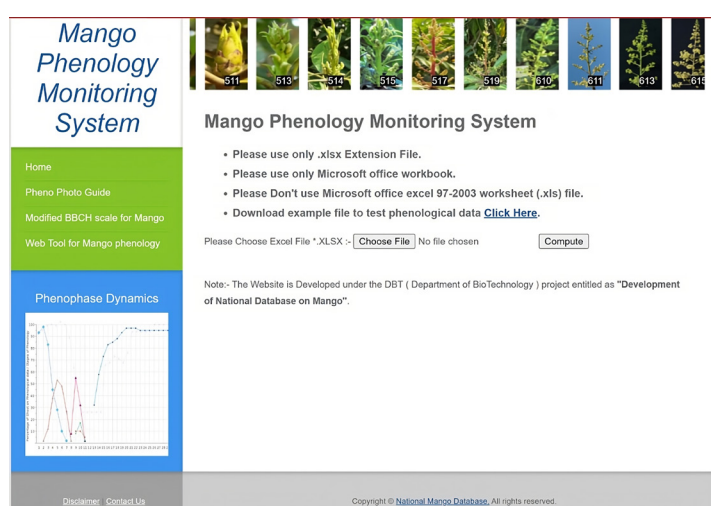 Mango
Phenology
Monitoring
System
511
513
514
515
517
519
610
611
613
615
Home
Pheno Photo Guide
Modified BBCH scale for Mango
Web Tool for Mango phenology
Phenophase Dynamics
Mango Phenology Monitoring System
• Please use only .xlsx Extension File.
• Please use only Microsoft office workbook.
• Please Don't use Microsoft office excel 97-2003 worksheet (.xls) file.
• Download example file to test phenological data Click Here.
Please Choose Excel File *.XLSX :- Choose File No file chosen Compute
Note:- The Website is Developed under the DBT ( Department of BioTechnology ) project entitled as "Development
of National Database on Mango".
Disclaimer | Contact Us
Copyright © National Mango Database, All rights reserved.